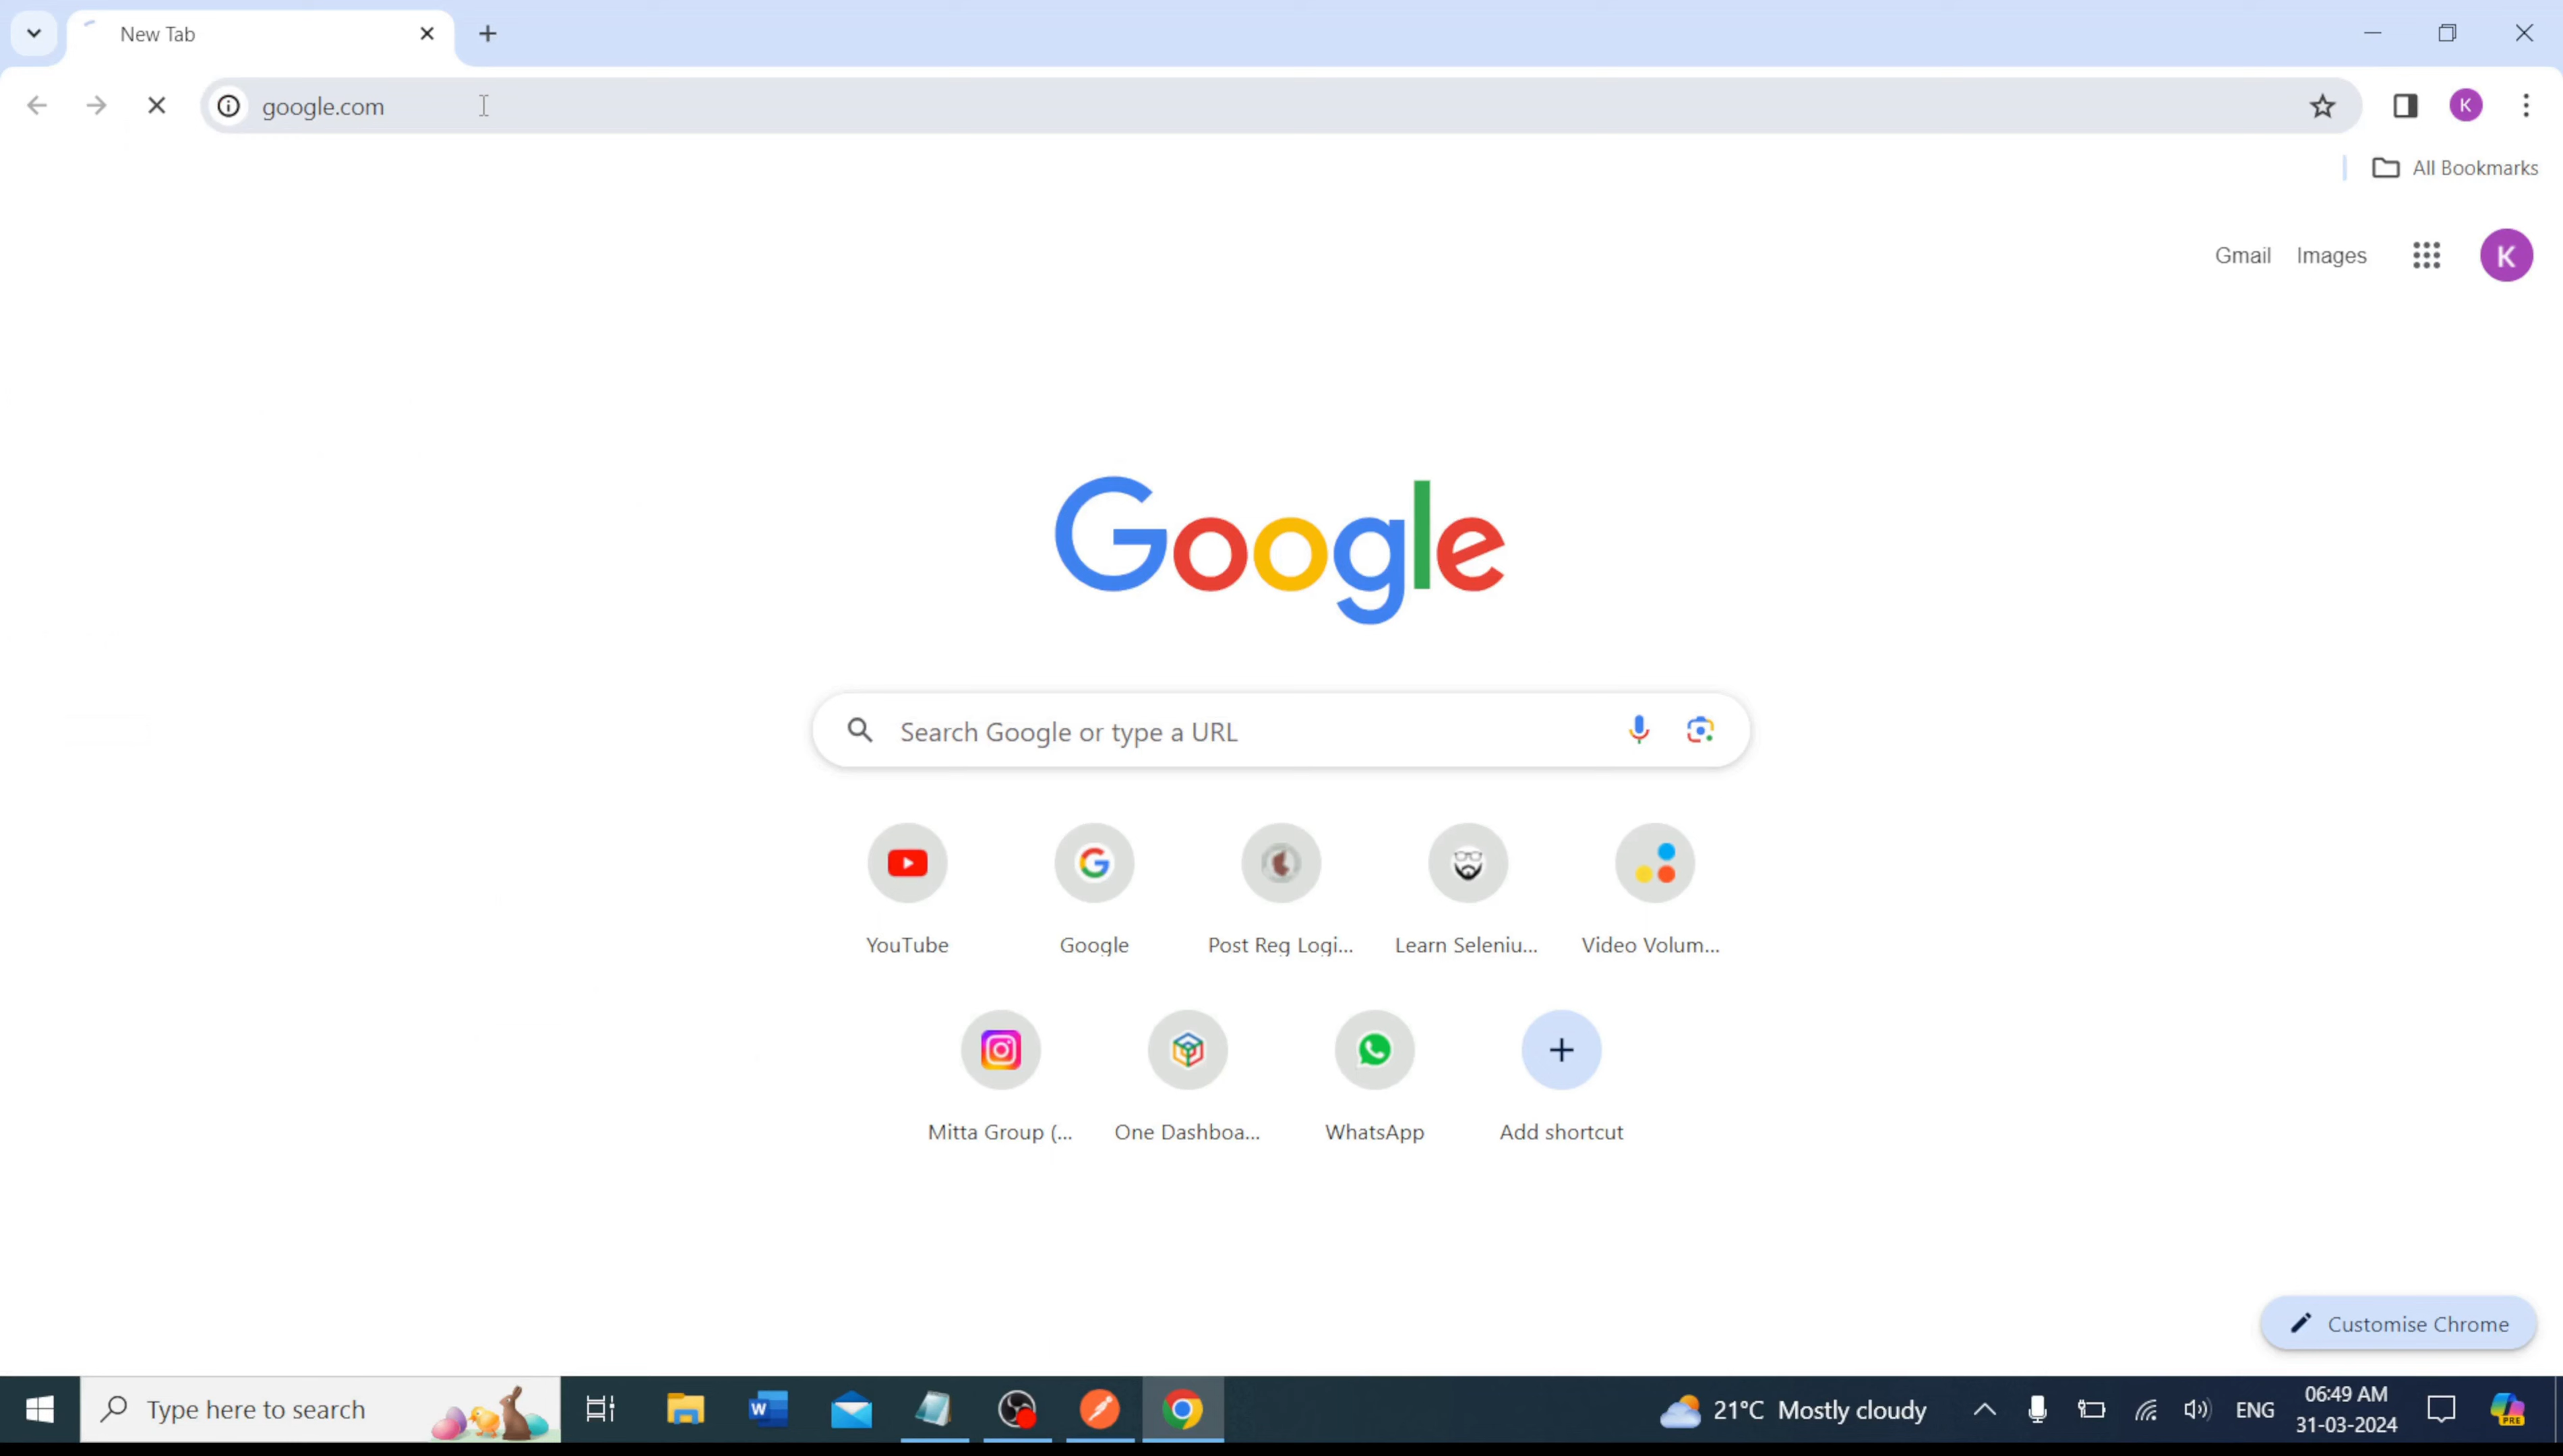 New Tab
google.com
All Bookmarks
Gmail Images
K
K
Google
Search Google or type a URL
YouTube Google Post Reg Logi... Learn Seleniu... Video Volum...
Mitta Group (... One Dashboa... WhatsApp Add shortcut
Customise Chrome
Type here to search
W
21°C Mostly cloudy
ENG
06:49 AM
31-03-2024
PRE